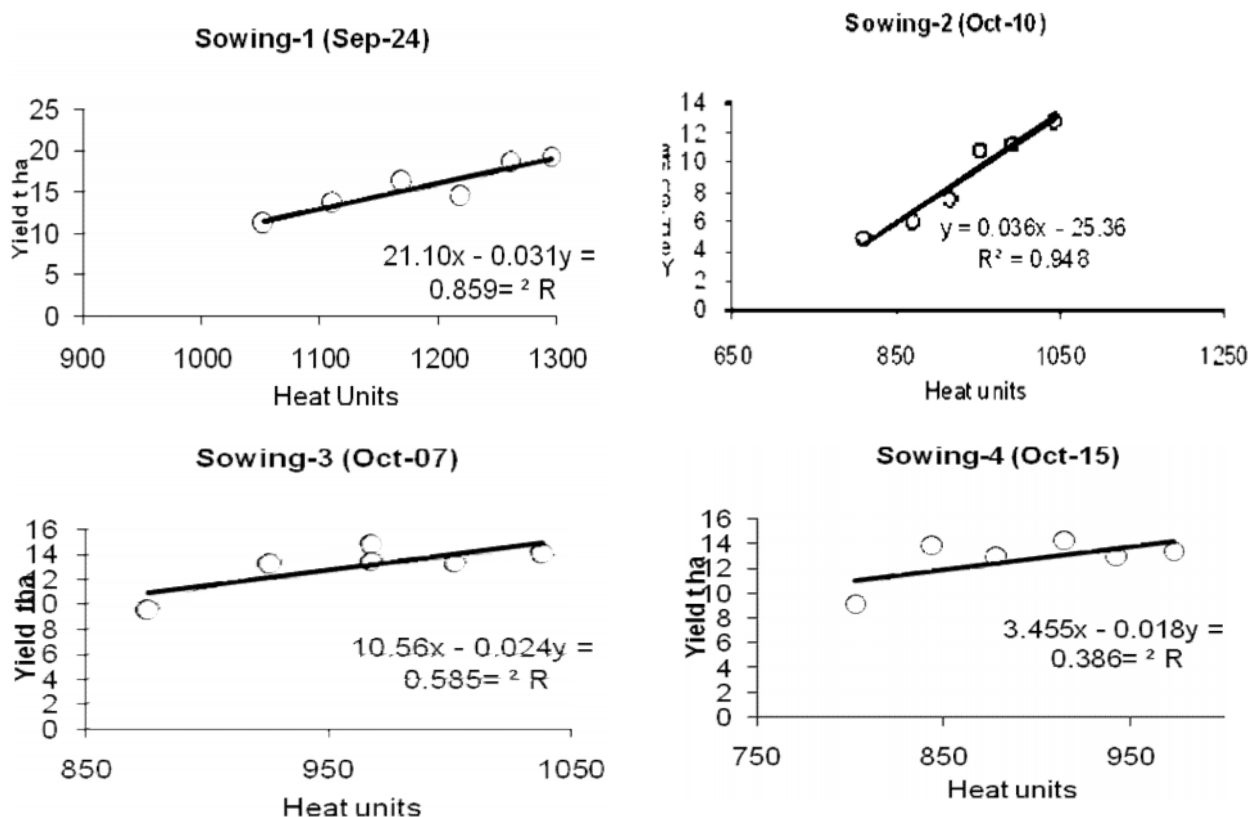 Sowing-1 (Sep-24)
25
20
15
10
5
0
Yield t ha
21.10x - 0.031y =
0.859= ² R
900 1000 1100 1200 1300
Heat Units
Sowing-2 (Oct-10)
14
12
10
8
6
4
2
0
y = 0.036x - 25.36
R² = 0.948
650 850 1050 1250
Heat units
Sowing-3 (Oct-07)
16
14
12
10
8
6
4
2
0
Yield t ha
10.56x - 0.024y =
0.585= ² R
850 950 1050
Heat units
Sowing-4 (Oct-15)
16
14
12
10
8
6
4
2
0
Yield t ha
3.455x - 0.018y =
0.386= ² R
750 850 950
Heat units